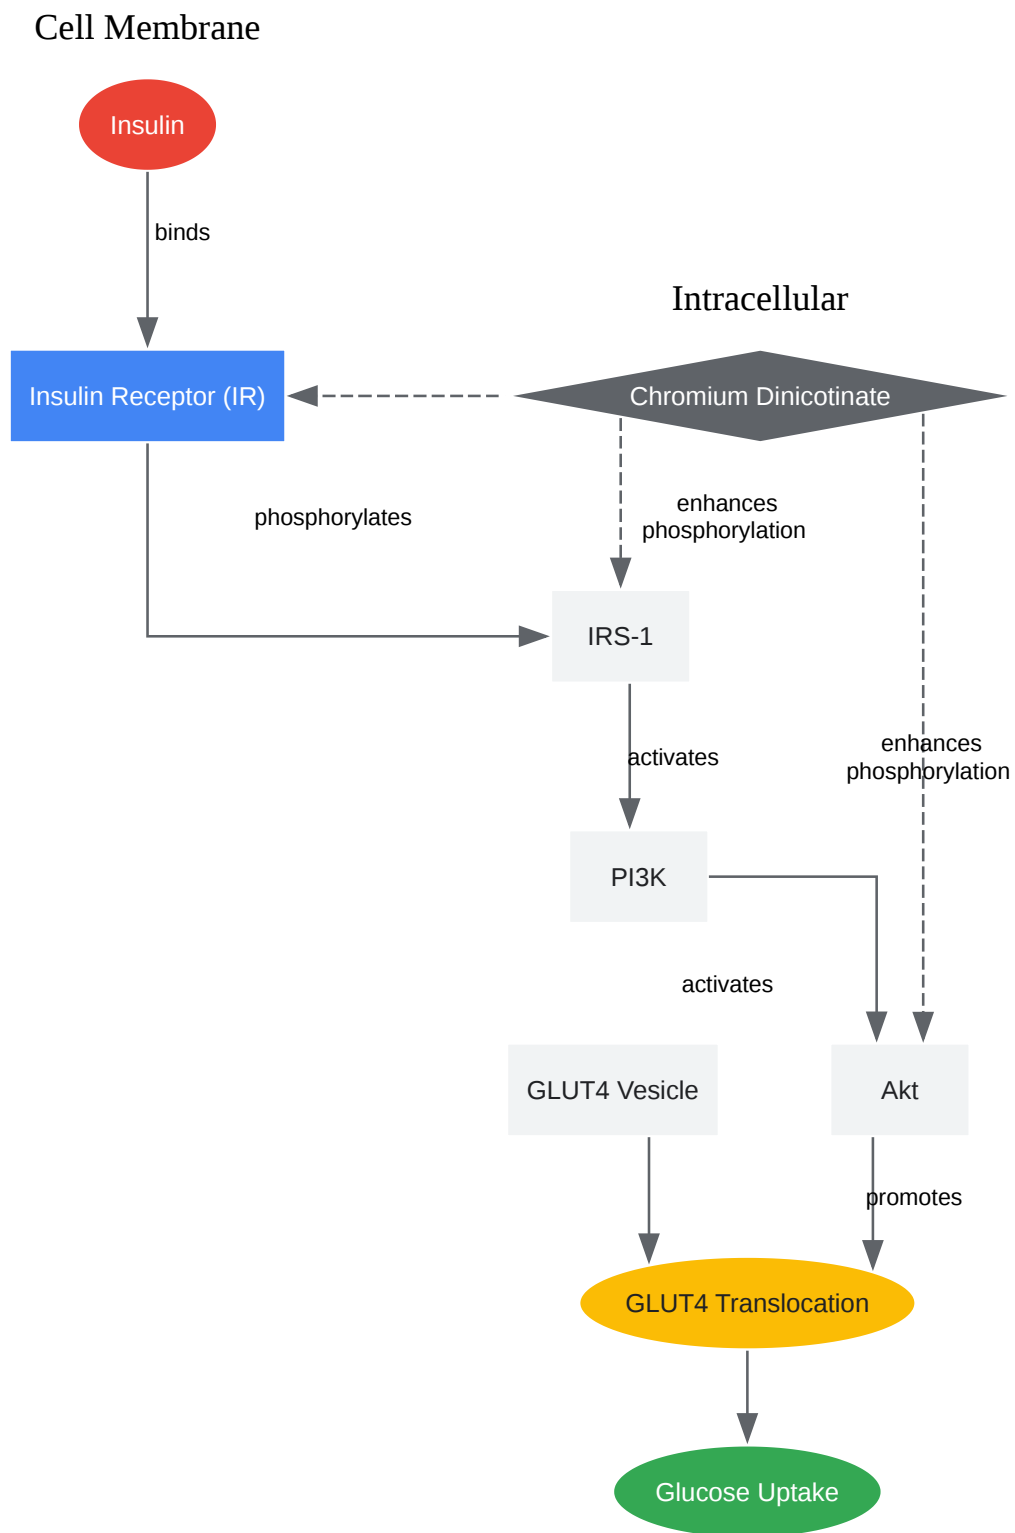 Cell Membrane
Insulin
binds
Intracellular
Insulin Receptor (IR)
Chromium Dinicotinate
phosphorylates
enhances
phosphorylation
IRS-1
activates
enhances
phosphorylation
PI3K
activates
GLUT4 Vesicle
Akt
promotes
GLUT4 Translocation
Glucose Uptake